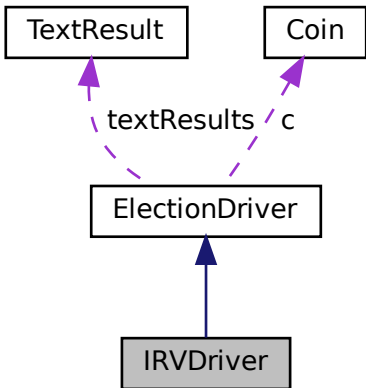 TextResult
Coin
textResults
c
ElectionDriver
IRVDriver